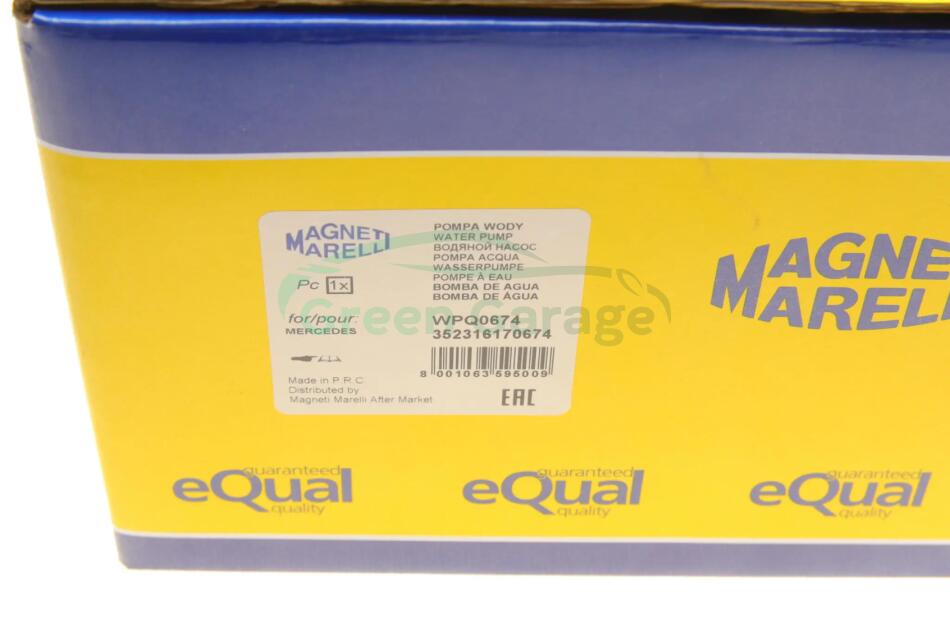 MAGNETI
MARELLI
POMPA WODY
WATER PUMP
ВОДЯНОЙ НАСОС
POMPA ACQUA
WASSERPUMPE
POMPE À EAU
BOMBA DE AGUA
BOMBA DE ÁGUA
Pc 1x
for/pour:
MERCEDES
WPQ0674
352316170674
8 001063 595009
Made in P.R.C.
Distributed by
Magneti Marelli After Market
EAC
Green Garage
MAGNE
MARELL
guaranteed
eQual
quality
guaranteed
eQual
quality
guaranteed
eQual
quality